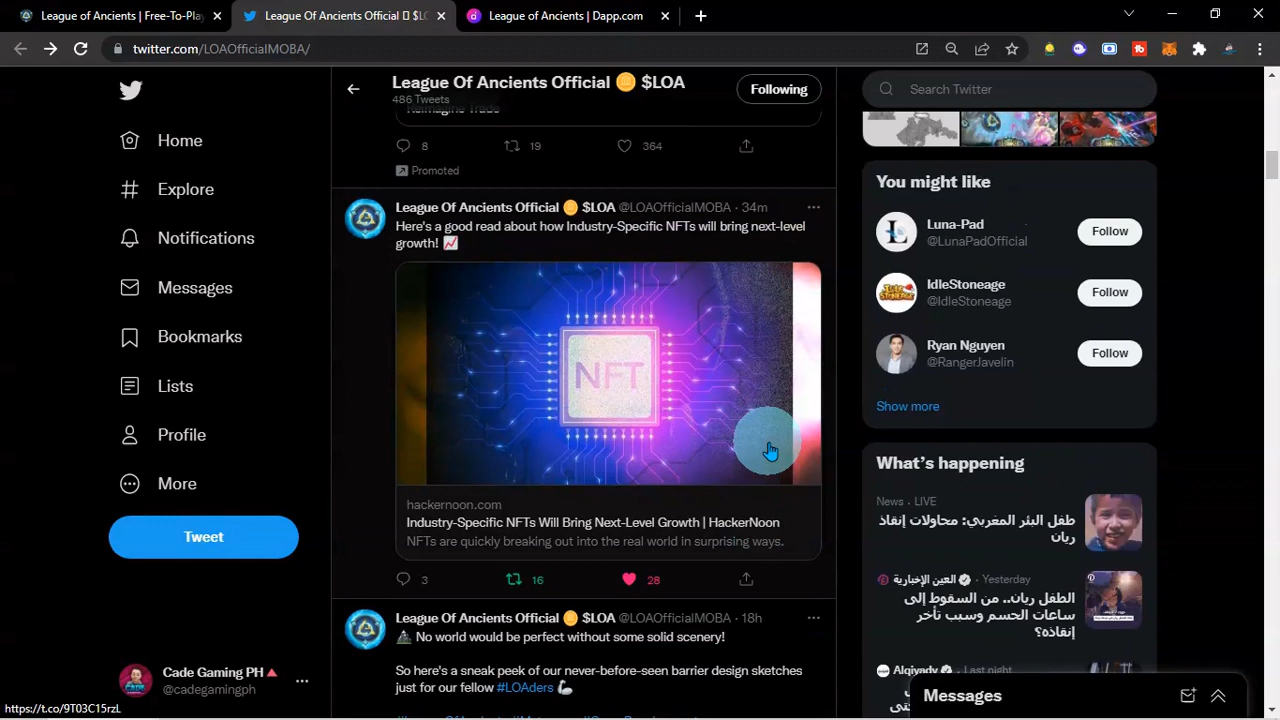 League of Ancients | Free-To-Play
League Of Ancients Official $LO
League of Ancients | Dapp.com
twitter.com/LOAOfficialMOBA/
League Of Ancients Official 🪙 $LOA
486 Tweets
Following
Search Twitter
Home
Explore
Notifications
Messages
Bookmarks
Lists
Profile
More
Tweet
Cade Gaming PH🔺
@cadegamingph
https://t.co/9T03C15rzL
Reimagine Trade
8 19 364
Promoted
League Of Ancients Official 🪙 $LOA @LOAOfficialMOBA · 34m
Here's a good read about how Industry-Specific NFTs will bring next-level
growth! 📈
NFT
hackernoon.com
Industry-Specific NFTs Will Bring Next-Level Growth | HackerNoon
NFTs are quickly breaking out into the real world in surprising ways.
3 16 28
League Of Ancients Official 🪙 $LOA @LOAOfficialMOBA · 18h
No world would be perfect without some solid scenery!
So here's a sneak peek of our never-before-seen barrier design sketches
just for our fellow #LOAders 🦾
You might like
Luna-Pad
@LunaPadOfficial
Follow
IdleStoneage
@IdleStoneage
Follow
Ryan Nguyen
@RangerJavelin
Follow
Show more
What's happening
News · LIVE
طفل البئر المغربي: محاولات إنقاذ
ريان
العين الإخبارية · Yesterday
الطفل ريان.. من السقوط إلى
ساعات الحسم وسبب تأخر
إنقاذه؟
Alqiyady · Last night
Messages